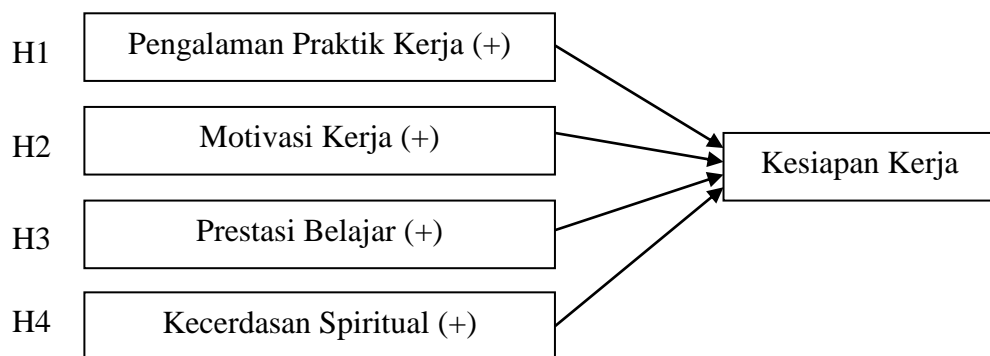 H1 Pengalaman Praktik Kerja (+)
H2 Motivasi Kerja (+)
Kesiapan Kerja
H3 Prestasi Belajar (+)
H4 Kecerdasan Spiritual (+)